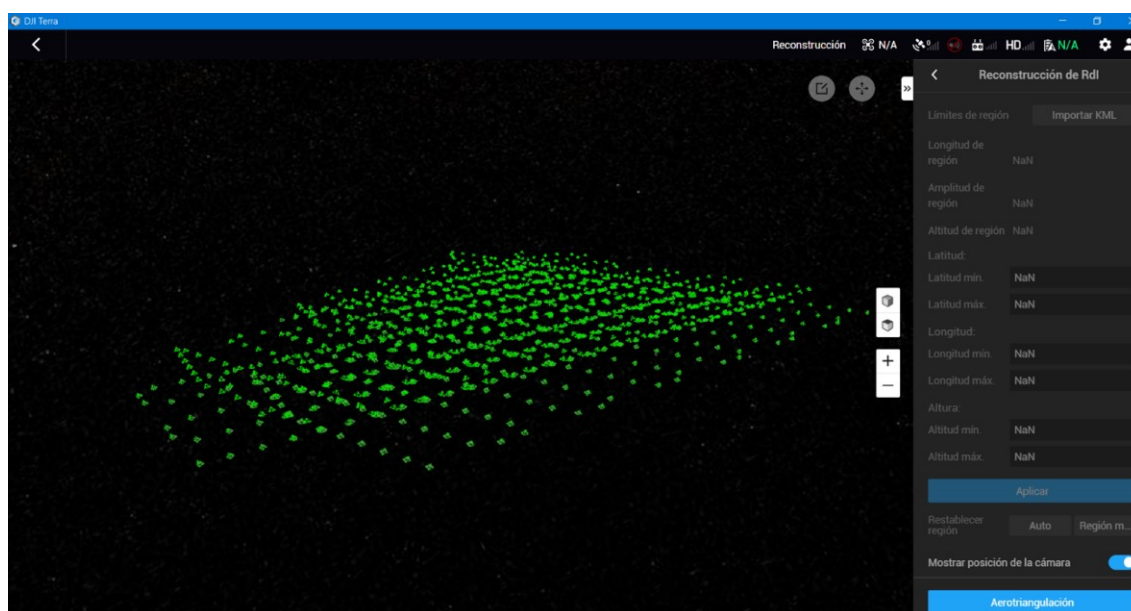 DJI Terra
Reconstrucción N/A HD N/A
Reconstrucción de RdI
Límites de región Importar KML
Longitud de
región NaN
Amplitud de
región NaN
Altitud de región NaN
Latitud:
Latitud mín. NaN
Latitud máx. NaN
Longitud:
Longitud mín. NaN
Longitud máx. NaN
Altura:
Altitud mín. NaN
Altitud máx. NaN
Aplicar
Restablecer
región Auto Región m...
Mostrar posición de la cámara
Aerotriangulación